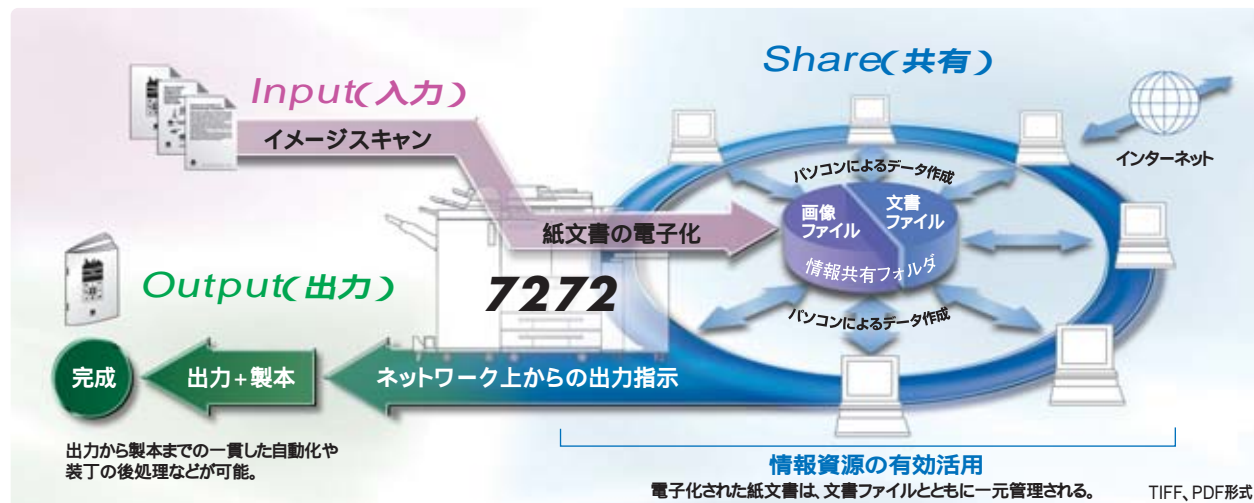 Input(入力)
イメージスキャン
紙文書の電子化
7272
Share(共有)
インターネット
パソコンによるデータ作成
画像
ファイル
文書
ファイル
情報共有フォルダ
パソコンによるデータ作成
Output(出力)
ネットワーク上からの出力指示
出力+製本
完成
出力から製本までの一貫した自動化や
装丁の後処理などが可能。
情報資源の有効活用
電子化された紙文書は、文書ファイルとともに一元管理される。
TIFF、PDF形式